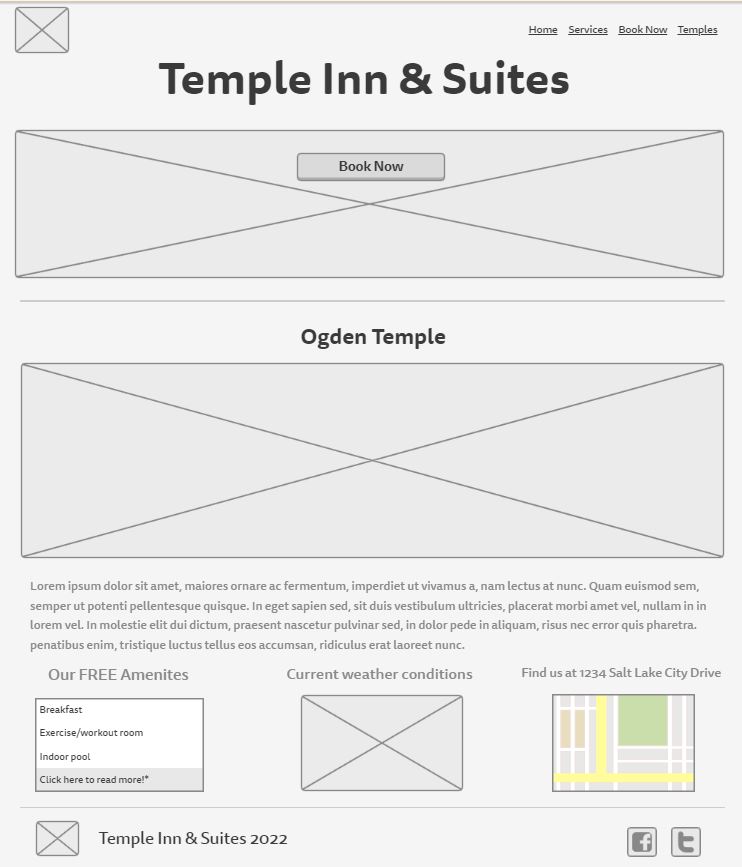 Home Services Book Now Temples
Temple Inn & Suites
Book Now
Ogden Temple
Lorem ipsum dolor sit amet, maiores ornare ac fermentum, imperdiet ut vivamus a, nam lectus at nunc. Quam euismod sem,
semper ut potenti pellentesque quisque. In eget sapien sed, sit duis vestibulum ultricies, placerat morbi amet vel, nullam in in
lorem vel. In molestie elit dui dictum, praesent nascetur pulvinar sed, in dolor pede in aliquam, risus nec error quis pharetra.
penatibus enim, tristique luctus tellus eos accumsan, ridiculus erat laoreet nunc.
Our FREE Amenites
Breakfast
Exercise/workout room
Indoor pool
Click here to read more!*
Current weather conditions
Find us at 1234 Salt Lake City Drive
Temple Inn & Suites 2022